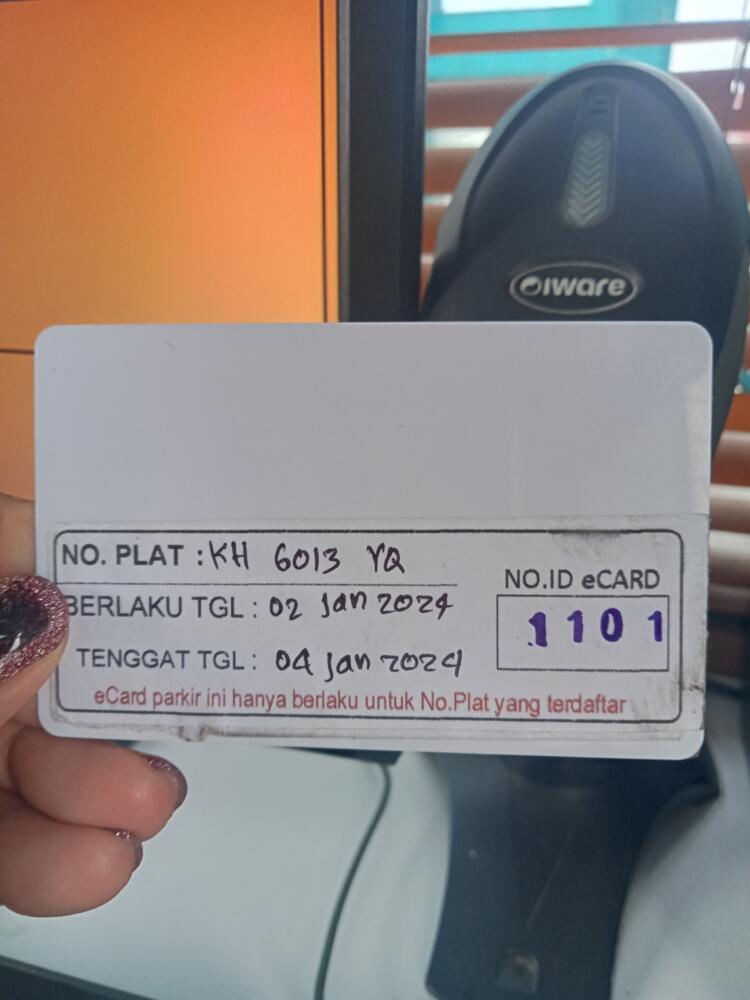 iware
NO. PLAT : KH 6013 YQ
BERLAKU TGL : 02 Jan 2024
TENGGAT TGL : 04 Jan 2024
NO.ID eCARD
1101
eCard parkir ini hanya berlaku untuk No.Plat yang terdaftar